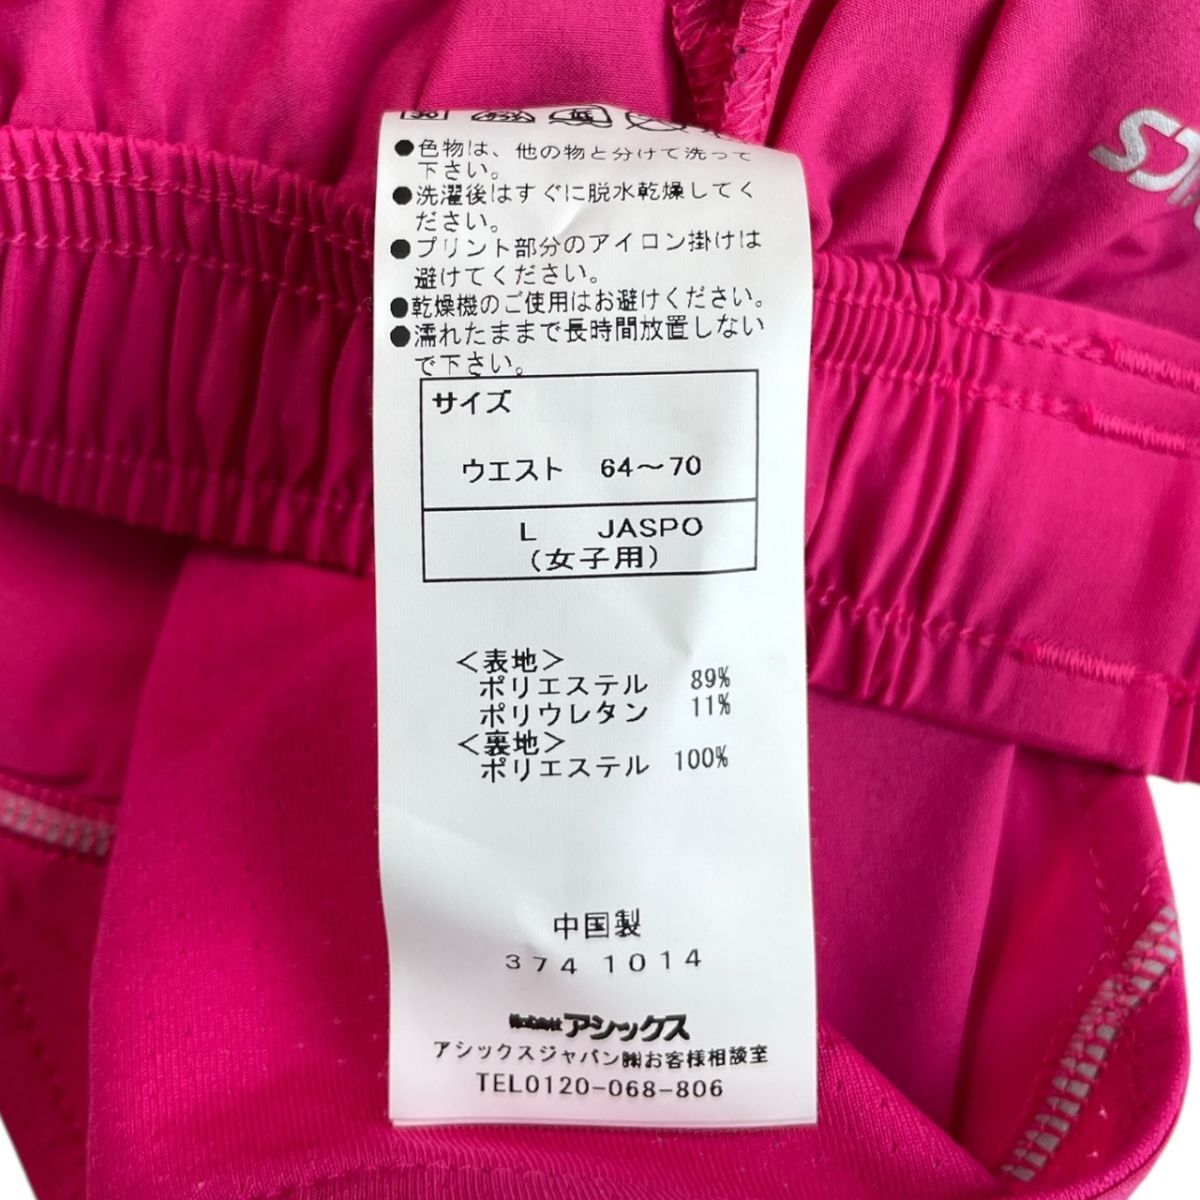 ●色物は、他の物と分けて洗って
下さい。
●洗濯後はすぐに脱水乾燥してく
ださい。
●プリント部分のアイロン掛けは
避けてください。
●乾燥機のご使用はお避けください。
●濡れたままで長時間放置しない
で下さい。
サイズ
ウエスト 64〜70
L JASPO
(女子用)
<表地>
ポリエステル 89%
ポリウレタン 11%
<裏地>
ポリエステル 100%
中国製
374 1014
株式会社アシックス
アシックスジャパン㈱お客様相談室
TEL0120-068-806